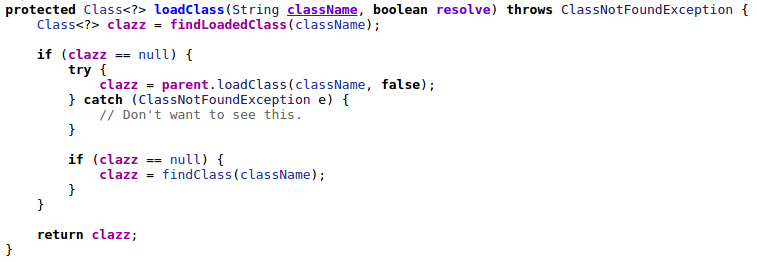 protected Class<?> loadClass(String className, boolean resolve) throws ClassNotFoundException {
    Class<?> clazz = findLoadedClass(className);

    if (clazz == null) {
        try {
            clazz = parent.loadClass(className, false);
        } catch (ClassNotFoundException e) {
            // Don't want to see this.
        }

        if (clazz == null) {
            clazz = findClass(className);
        }
    }

    return clazz;
}